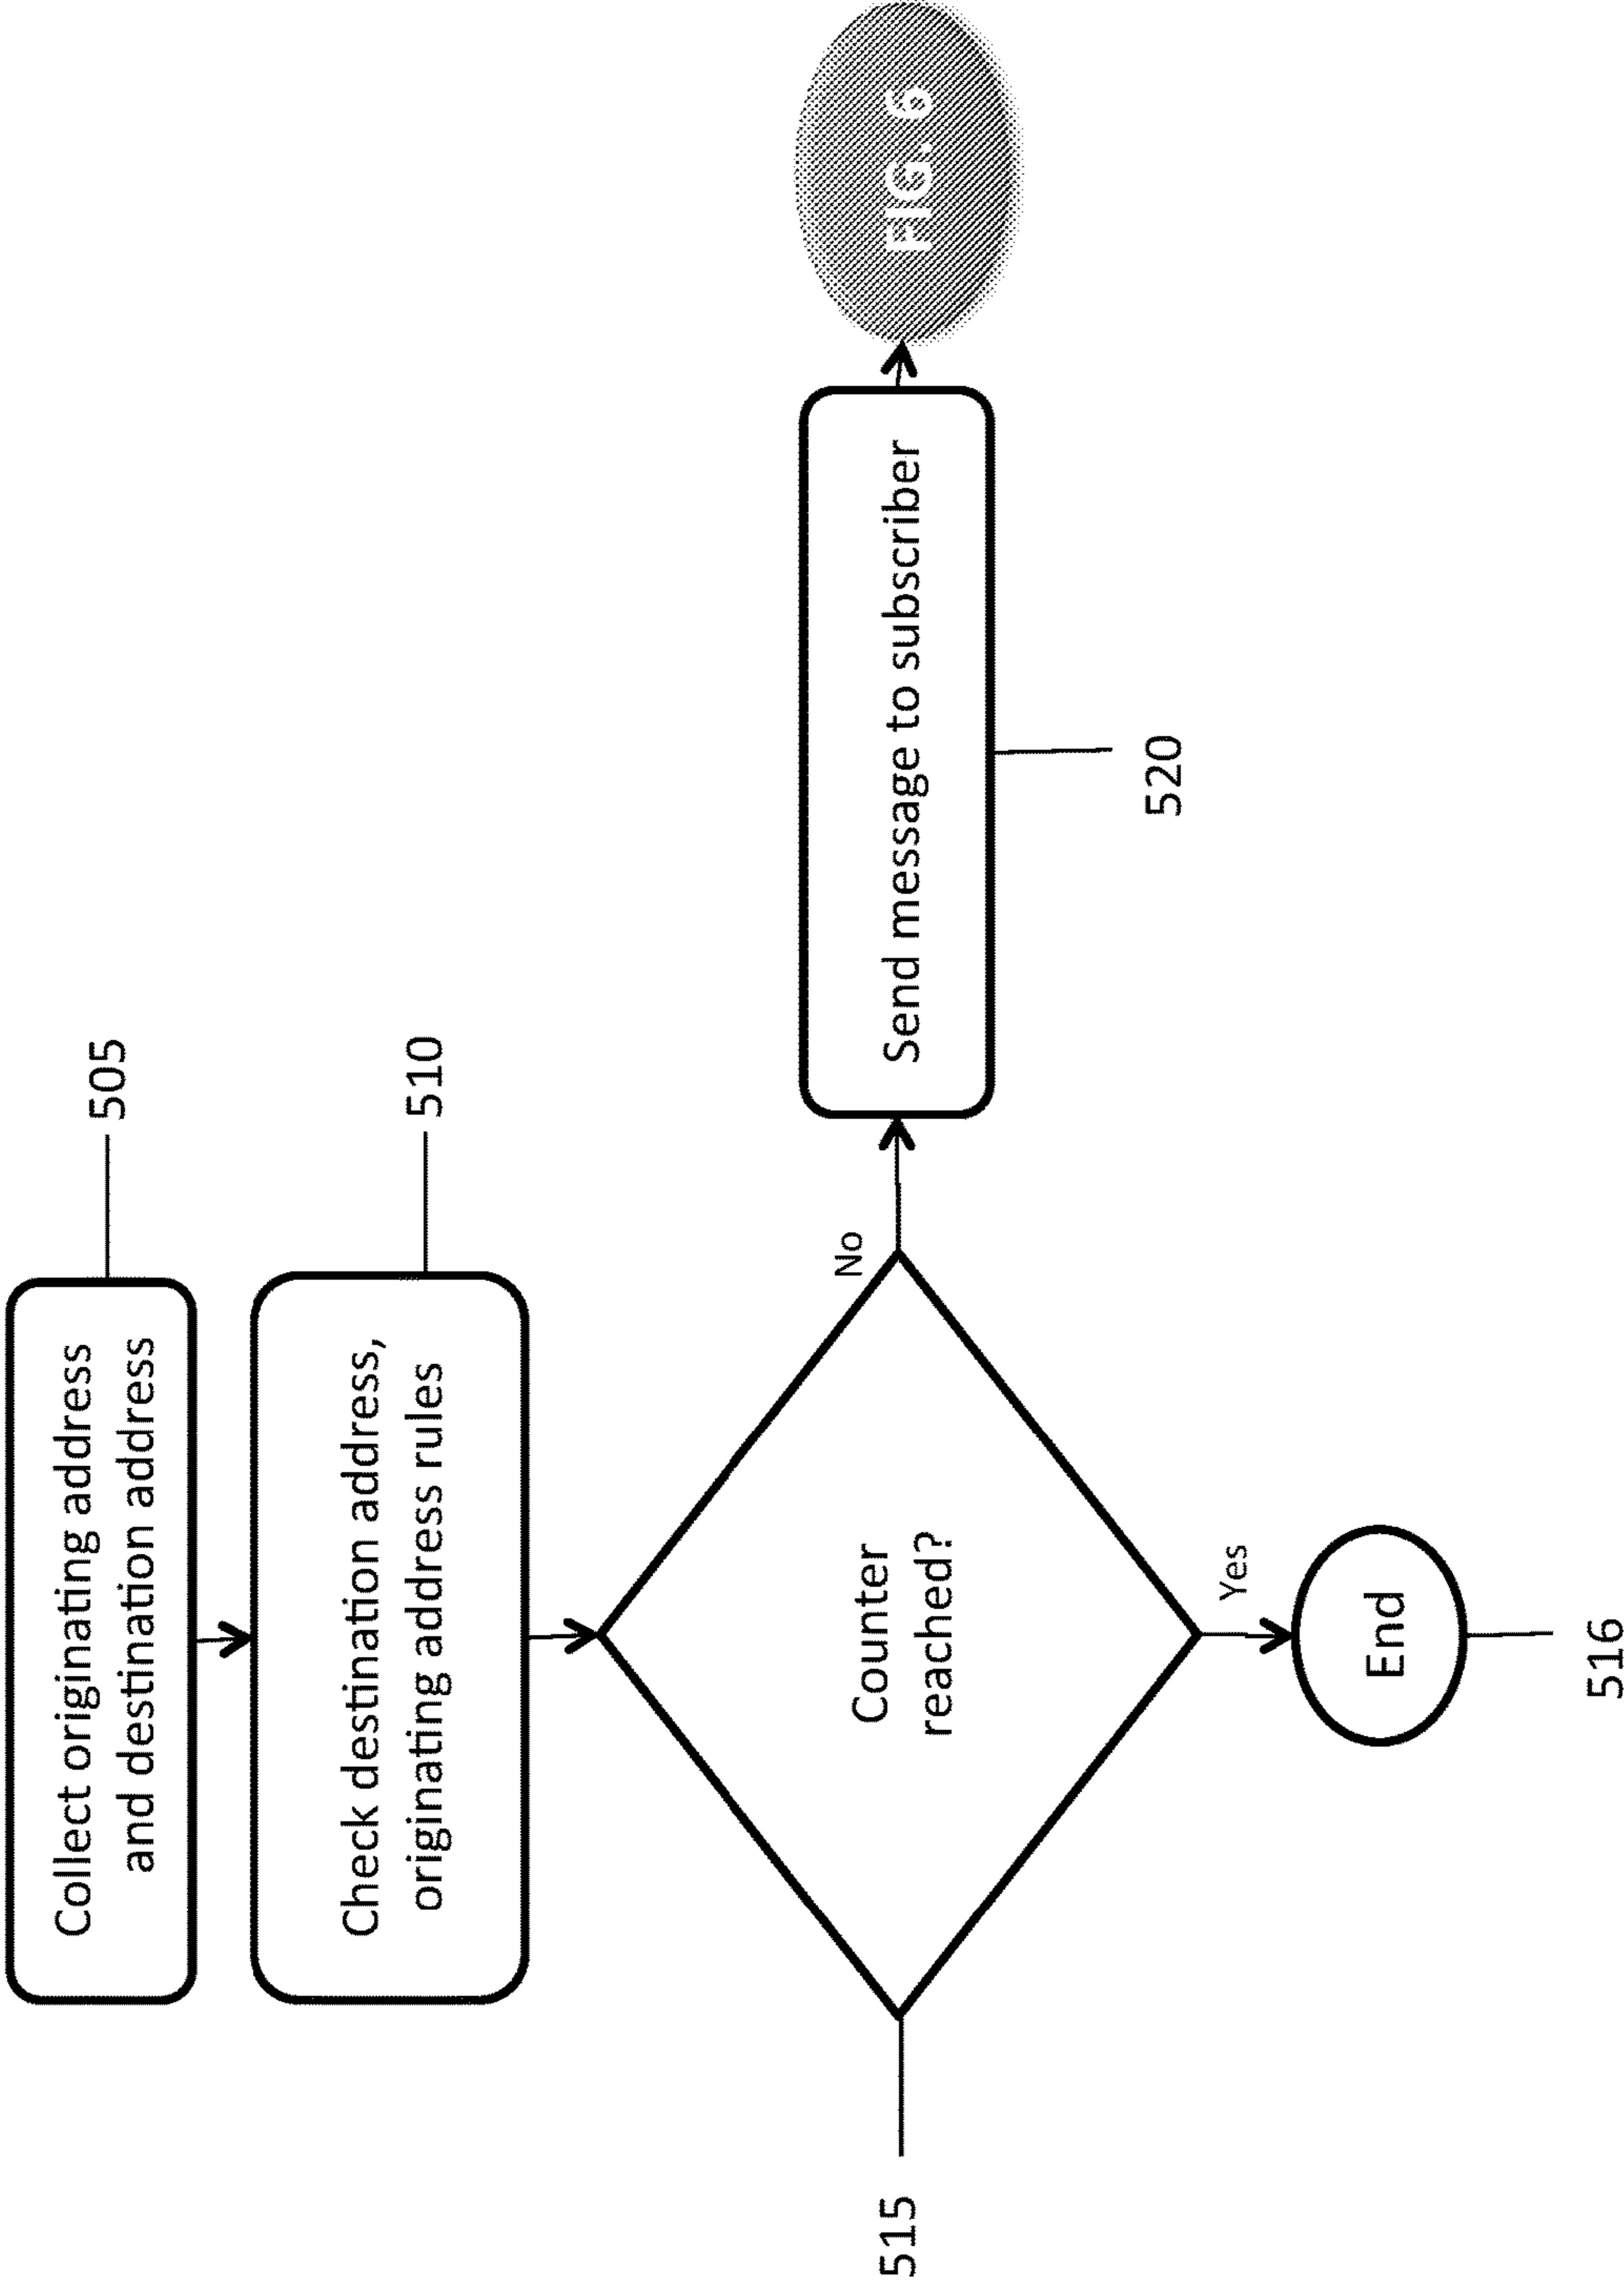 Collect originating address
and destination address
505
Check destination address,
originating address rules
510
Counter
reached?
515
No
Send message to subscriber
520
FIG. 6
Yes
End
516